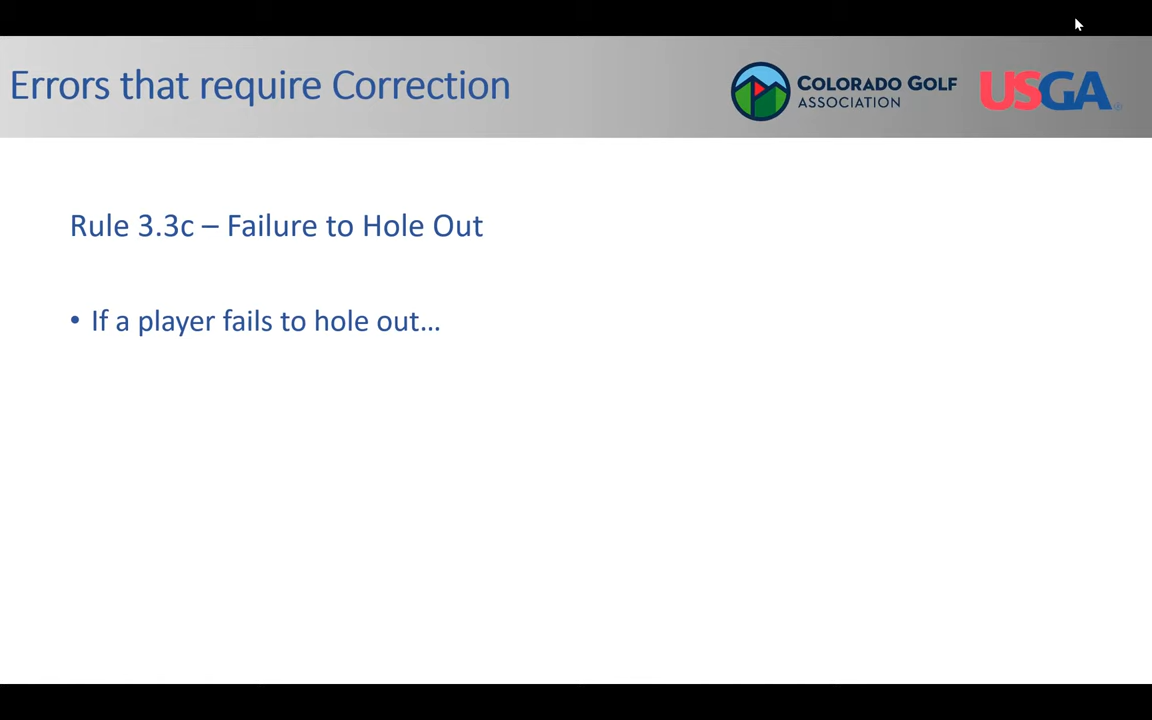 Errors that require Correction
COLORADO GOLF
ASSOCIATION
USGA®
Rule 3.3c – Failure to Hole Out
• If a player fails to hole out...